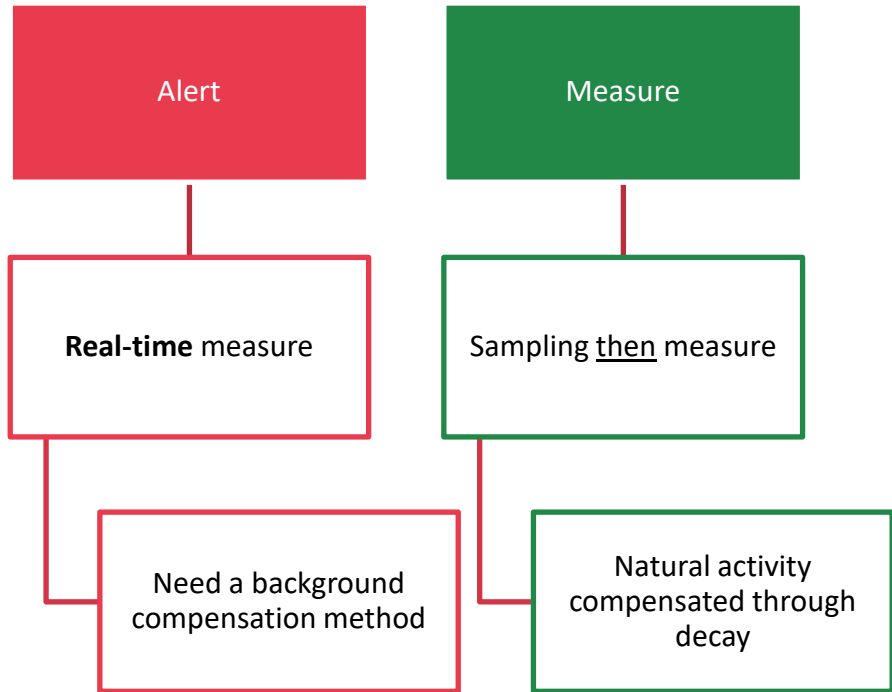 Alert
Measure
Real-time measure
Sampling then measure
Need a background
compensation method
Natural activity
compensated through
decay